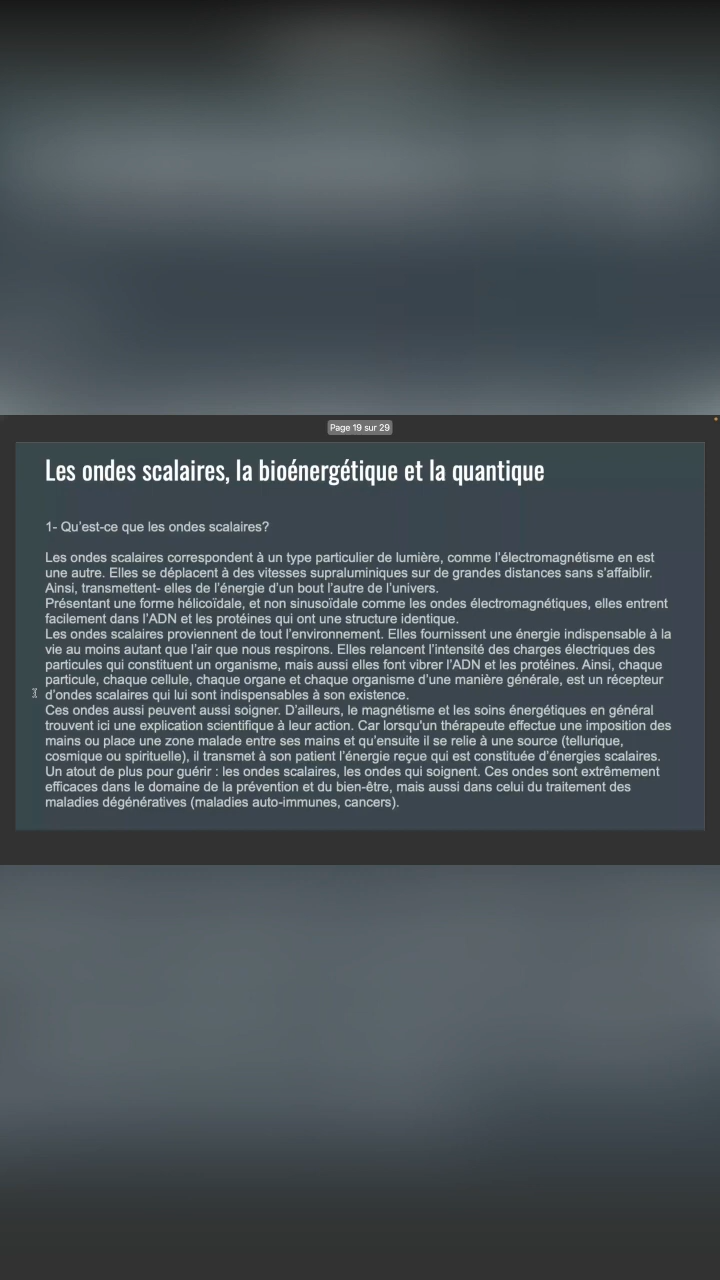 Page 19 sur 29
Les ondes scalaires, la bioénergétique et la quantique
1- Qu'est-ce que les ondes scalaires?
Les ondes scalaires correspondent à un type particulier de lumière, comme l'électromagnétisme en est
une autre. Elles se déplacent à des vitesses supraluminiques sur de grandes distances sans s'affaiblir.
Ainsi, transmettent- elles de l'énergie d'un bout l'autre de l'univers.
Présentant une forme hélicoïdale, et non sinusoïdale comme les ondes électromagnétiques, elles entrent
facilement dans l'ADN et les protéines qui ont une structure identique.
Les ondes scalaires proviennent de tout l'environnement. Elles fournissent une énergie indispensable à la
vie au moins autant que l'air que nous respirons. Elles relancent l'intensité des charges électriques des
particules qui constituent un organisme, mais aussi elles font vibrer l'ADN et les protéines. Ainsi, chaque
particule, chaque cellule, chaque organe et chaque organisme d'une manière générale, est un récepteur
d'ondes scalaires qui lui sont indispensables à son existence.
Ces ondes aussi peuvent aussi soigner. D'ailleurs, le magnétisme et les soins énergétiques en général
trouvent ici une explication scientifique à leur action. Car lorsqu'un thérapeute effectue une imposition des
mains ou place une zone malade entre ses mains et qu'ensuite il se relie à une source (tellurique,
cosmique ou spirituelle), il transmet à son patient l'énergie reçue qui est constituée d'énergies scalaires.
Un atout de plus pour guérir : les ondes scalaires, les ondes qui soignent. Ces ondes sont extrêmement
efficaces dans le domaine de la prévention et du bien-être, mais aussi dans celui du traitement des
maladies dégénératives (maladies auto-immunes, cancers).